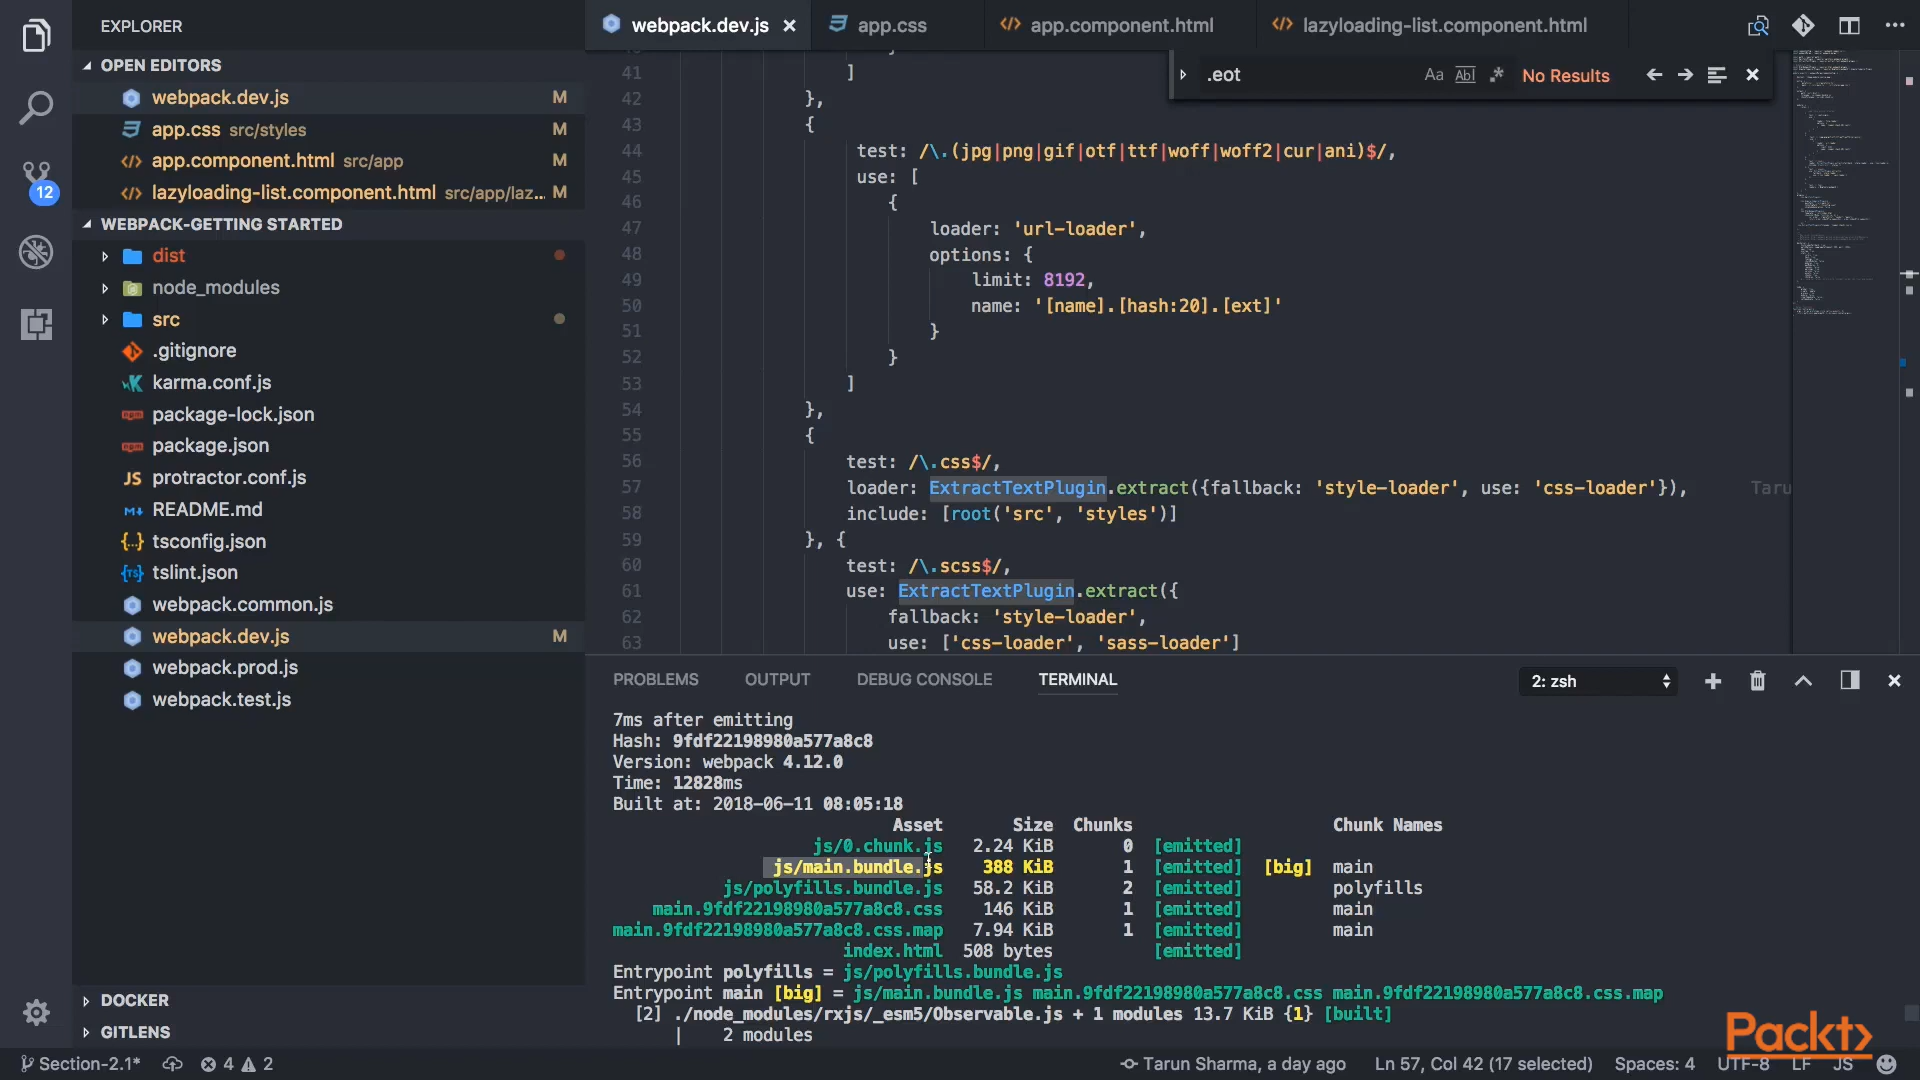 EXPLORER
OPEN EDITORS
webpack.dev.js M
app.css src/styles M
app.component.html src/app M
lazyloading-list.component.html src/app/laz... M
WEBPACK-GETTING STARTED
dist
node_modules
src
.gitignore
karma.conf.js
package-lock.json
package.json
JS protractor.conf.js
README.md
tsconfig.json
tslint.json
webpack.common.js
webpack.dev.js M
webpack.prod.js
webpack.test.js
DOCKER
GITLENS
12
webpack.dev.js
app.css
app.component.html
lazyloading-list.component.html
.eot Aa Abl .* No Results
41 ]
42 },
43 {
44 test: /\.(jpg|png|gif|otf|ttf|woff|woff2|cur|ani)$/,
45 use: [
46 {
47 loader: 'url-loader',
48 options: {
49 limit: 8192,
50 name: '[name].[hash:20].[ext]'
51 }
52 }
53 ]
54 },
55 {
56 test: /\.css$/,
57 loader: ExtractTextPlugin.extract({fallback: 'style-loader', use: 'css-loader'}), Taru
58 include: [root('src', 'styles')]
59 }, {
60 test: /\.scss$/,
61 use: ExtractTextPlugin.extract({
62 fallback: 'style-loader',
63 use: ['css-loader', 'sass-loader']
PROBLEMS OUTPUT DEBUG CONSOLE TERMINAL 2: zsh
7ms after emitting
Hash: 9fdf22198980a577a8c8
Version: webpack 4.12.0
Time: 12828ms
Built at: 2018-06-11 08:05:18
Asset Size Chunks Chunk Names
js/0.chunk.js 2.24 KiB 0 [emitted]
js/main.bundle.js 388 KiB 1 [emitted] [big] main
js/polyfills.bundle.js 58.2 KiB 2 [emitted] polyfills
main.9fdf22198980a577a8c8.css 146 KiB 1 [emitted] main
main.9fdf22198980a577a8c8.css.map 7.94 KiB 1 [emitted] main
index.html 508 bytes [emitted]
Entrypoint polyfills = js/polyfills.bundle.js
Entrypoint main [big] = js/main.bundle.js main.9fdf22198980a577a8c8.css main.9fdf22198980a577a8c8.css.map
[2] ./node_modules/rxjs/_esm5/Observable.js + 1 modules 13.7 KiB {1} [built]
| 2 modules
Packt>
Section-2.1* 4 2 Tarun Sharma, a day ago Ln 57, Col 42 (17 selected) Spaces: 4 UTF-8 LF JS